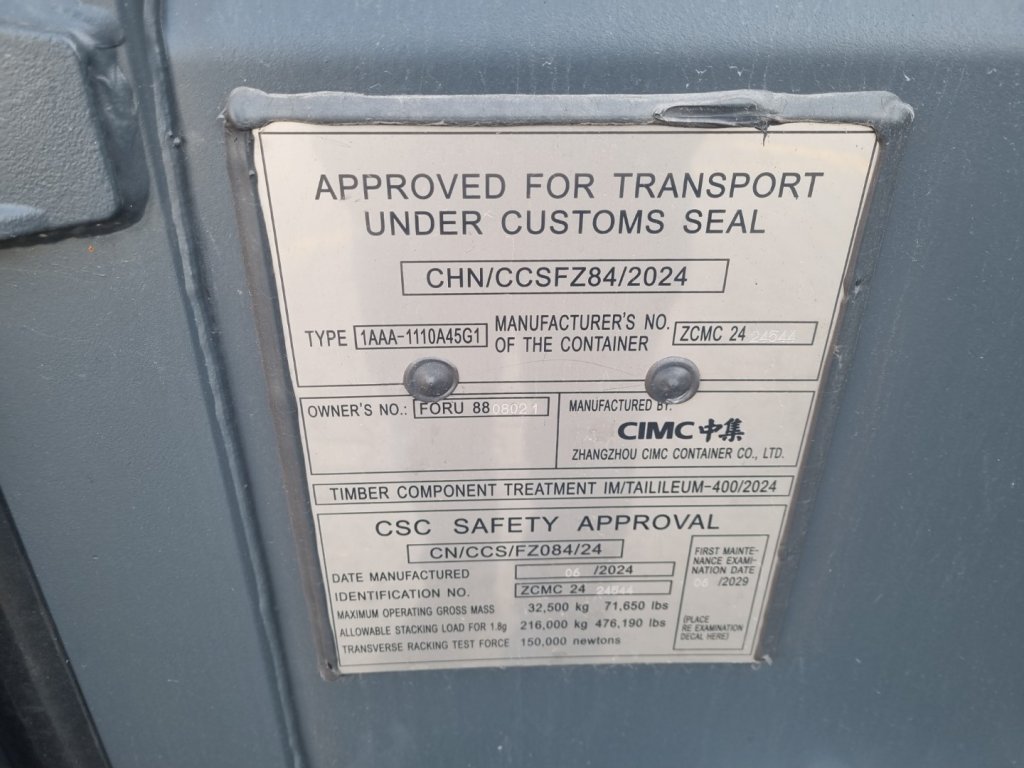 APPROVED FOR TRANSPORT
UNDER CUSTOMS SEAL
CHN/CCSFZ84/2024
TYPE 1AAA-1110A45G1
MANUFACTURER'S NO.
OF THE CONTAINER
ZCMC 24
OWNER'S NO.: FORU 88 08021
MANUFACTURED BY:
CIMC 中集
ZHANGZHOU CIMC CONTAINER CO., LTD.
TIMBER COMPONENT TREATMENT IM/TAILILEUM-400/2024
CSC SAFETY APPROVAL
CN/CCS/FZ084/24
DATE MANUFACTURED 06 /2024
IDENTIFICATION NO. ZCMC 24
MAXIMUM OPERATING GROSS MASS 32,500 kg 71,650 lbs
ALLOWABLE STACKING LOAD FOR 1.8g 216,000 kg 476,190 lbs
TRANSVERSE RACKING TEST FORCE 150,000 newtons
FIRST MAINTE-
NANCE EXAMI-
NATION DATE
06 /2029
(PLACE
RE EXAMINATION
DECAL HERE)